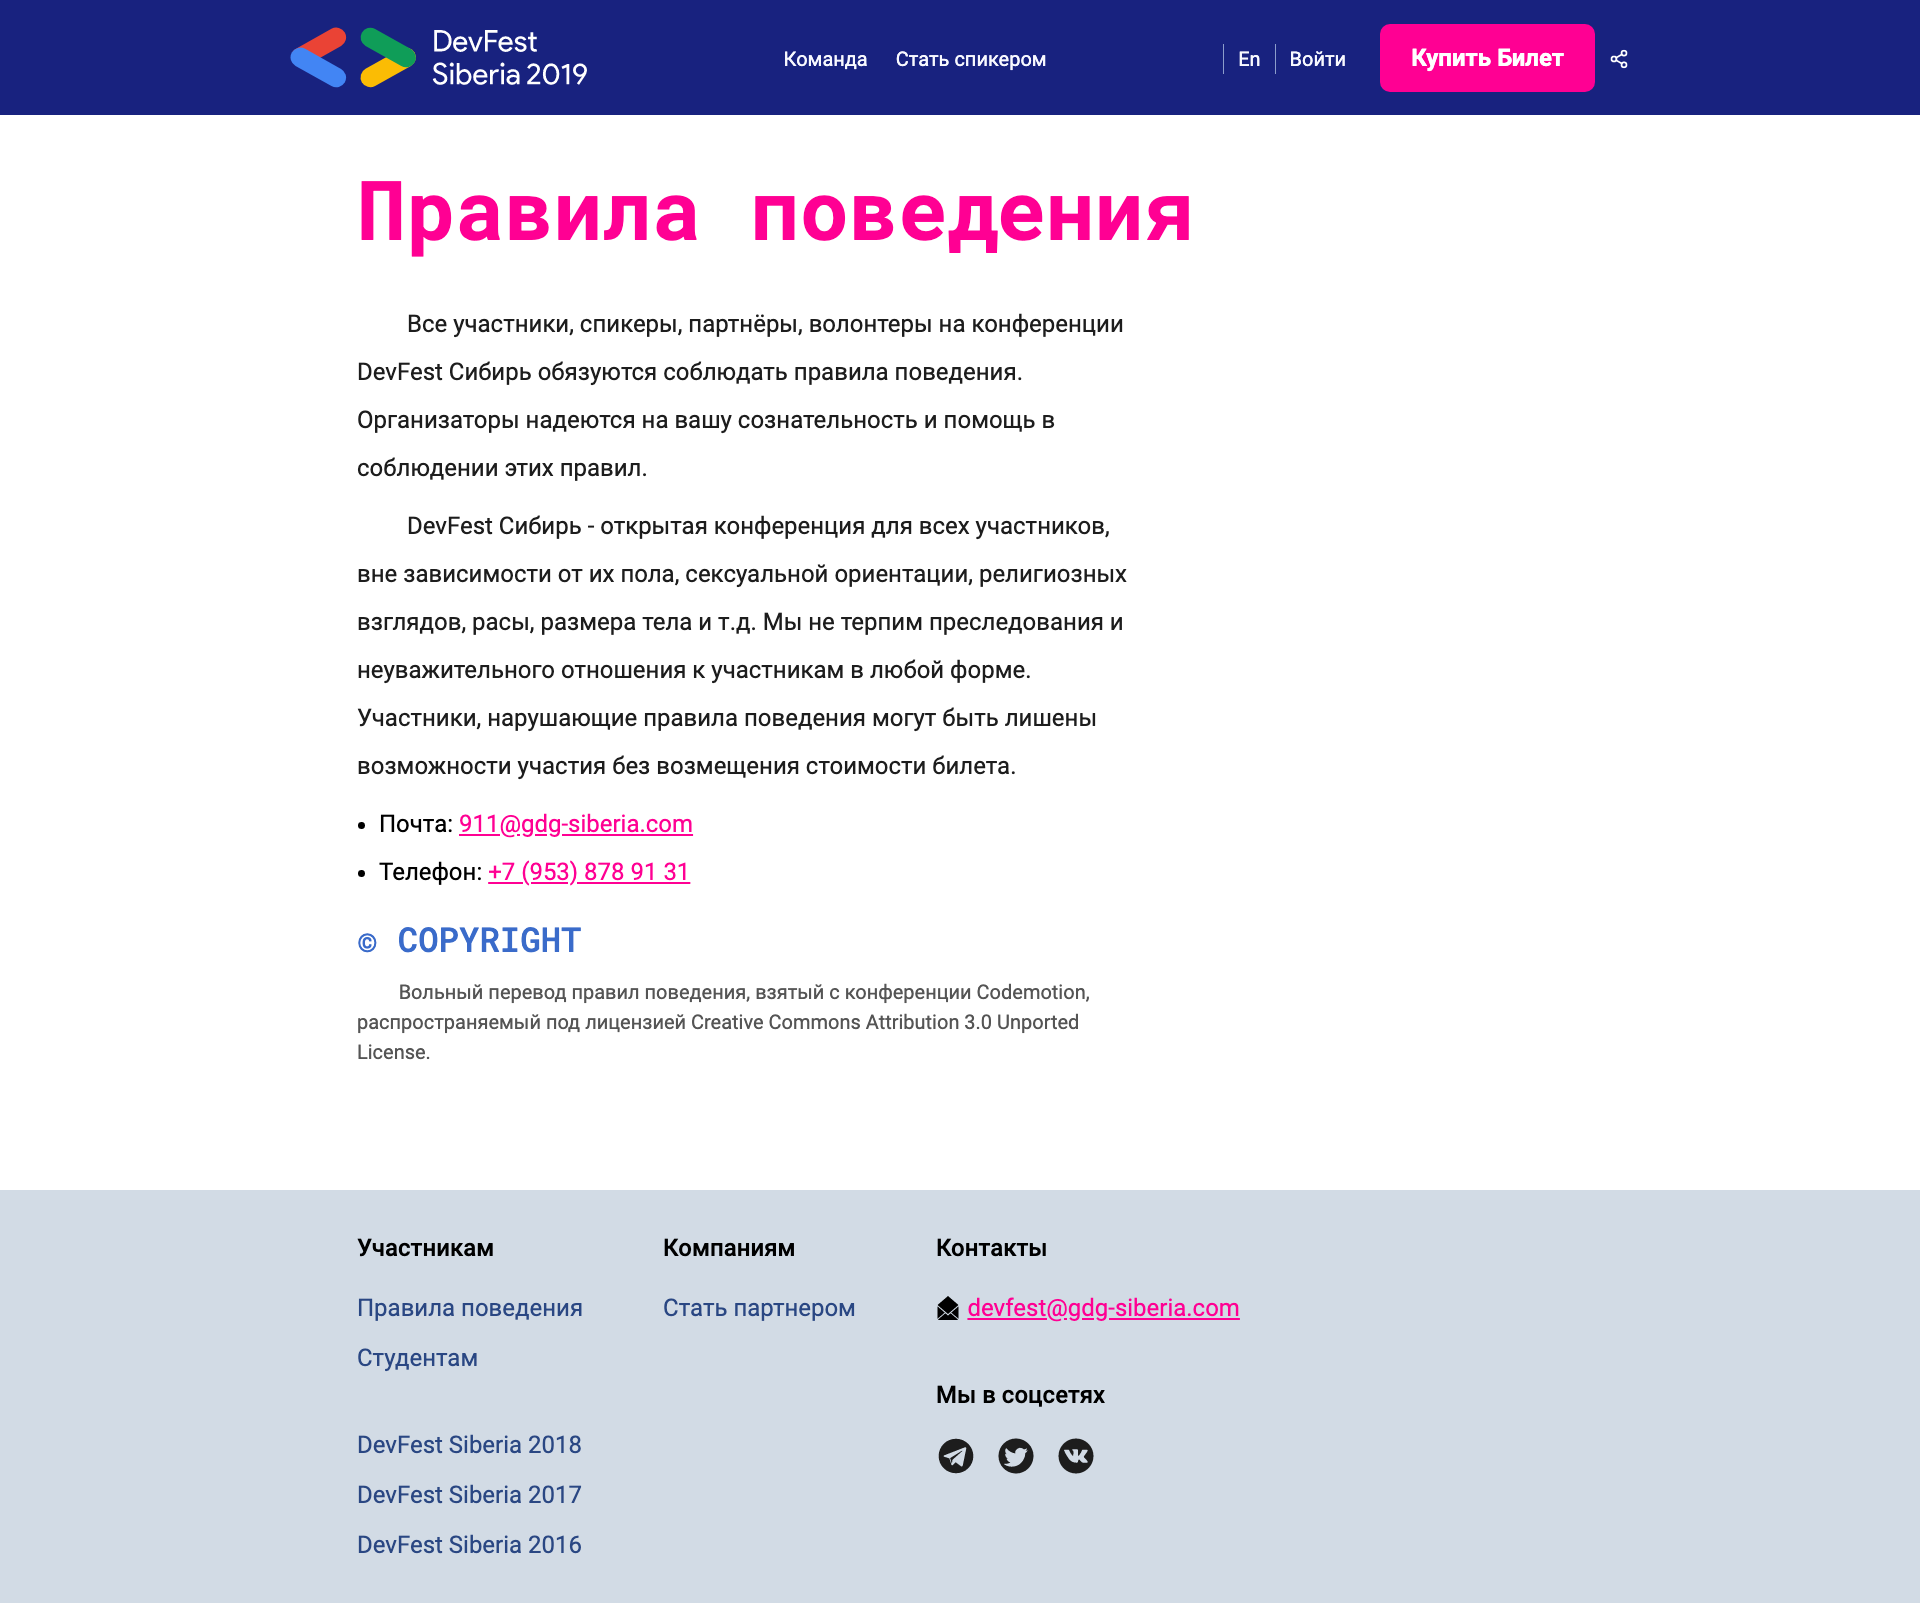 DevFest
Siberia 2019
Команда
Стать спикером
En
Войти
Купить Билет
Правила поведения
Все участники, спикеры, партнёры, волонтеры на конференции
DevFest Сибирь обязуются соблюдать правила поведения.
Организаторы надеются на вашу сознательность и помощь в
соблюдении этих правил.
DevFest Сибирь - открытая конференция для всех участников,
вне зависимости от их пола, сексуальной ориентации, религиозных
взглядов, расы, размера тела и т.д. Мы не терпим преследования и
неуважительного отношения к участникам в любой форме.
Участники, нарушающие правила поведения могут быть лишены
возможности участия без возмещения стоимости билета.
• Почта: 911@gdg-siberia.com
• Телефон: +7 (953) 878 91 31
© COPYRIGHT
Вольный перевод правил поведения, взятый с конференции Codemotion,
распространяемый под лицензией Creative Commons Attribution 3.0 Unported
License.
Участникам
Правила поведения
Студентам
DevFest Siberia 2018
DevFest Siberia 2017
DevFest Siberia 2016
Компаниям
Стать партнером
Контакты
devfest@gdg-siberia.com
Мы в соцсетях